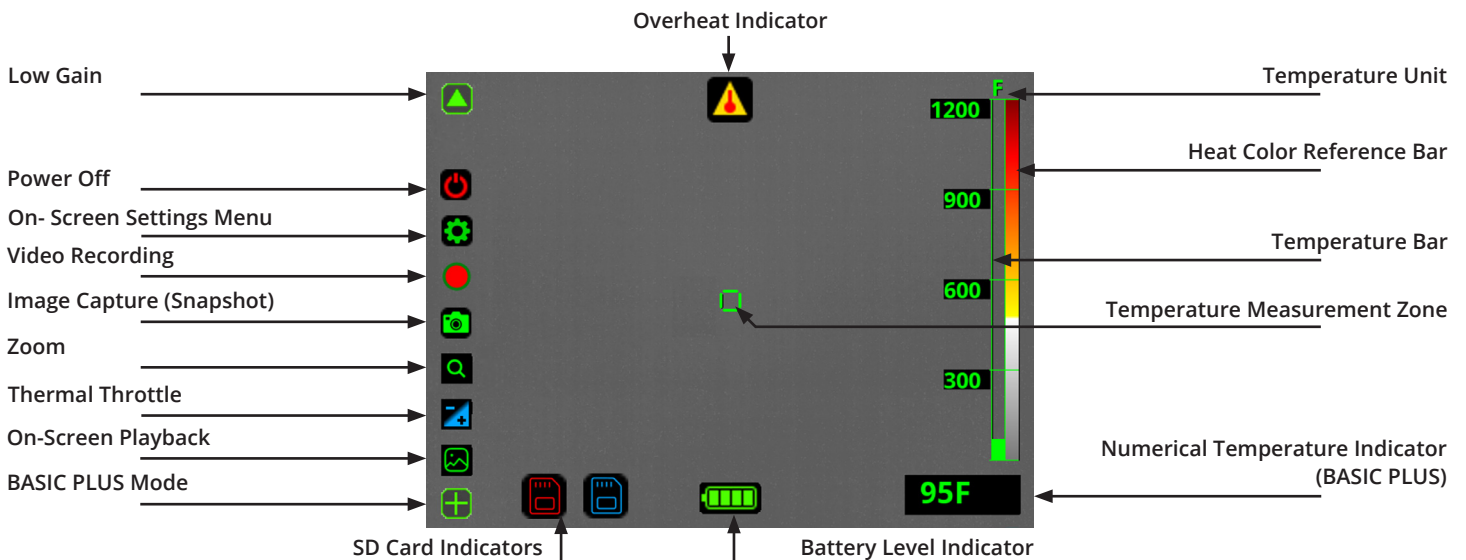 Overheat Indicator
Low Gain
Power Off
On- Screen Settings Menu
Video Recording
Image Capture (Snapshot)
Zoom
Thermal Throttle
On-Screen Playback
BASIC PLUS Mode
F
1200
900
600
300
95F
Temperature Unit
Heat Color Reference Bar
Temperature Bar
Temperature Measurement Zone
Numerical Temperature Indicator
(BASIC PLUS)
SD Card Indicators
Battery Level Indicator